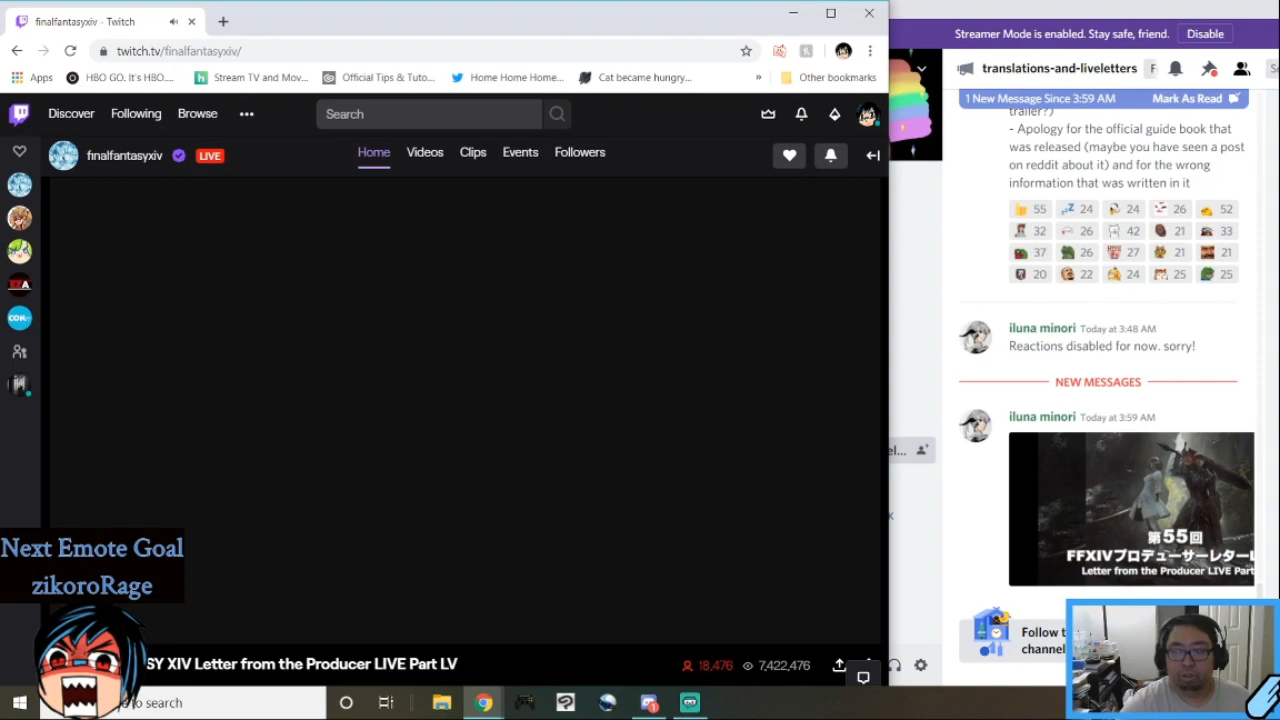 finalfantasyxiv - Twitch
twitch.tv/finalfantasyxiv/
Apps
HBO GO. It's HBO....
Stream TV and Mov...
Official Tips & Tuto...
Home Home Home...
Cat became hungry....
»
Other bookmarks
Discover
Following
Browse
Search
finalfantasyxiv
LIVE
Home
Videos
Clips
Events
Followers
COK
Next Emote Goal
zikoroRage
SY XIV Letter from the Producer LIVE Part LV
18,476
7,422,476
to search
Streamer Mode is enabled. Stay safe, friend.
Disable
translations-and-liveletters
F
1 New Message Since 3:59 AM
Mark As Read
trailer?)
- Apology for the official guide book that
was released (maybe you have seen a post
on reddit about it) and for the wrong
information that was written in it
55 24 24 26 52
32 26 42 21 33
37 26 27 21 21
20 22 24 25 25
iluna minori Today at 3:48 AM
Reactions disabled for now. sorry!
NEW MESSAGES
iluna minori Today at 3:59 AM
第55回
FFXIVプロデューサーレターL
Letter from the Producer LIVE Part
el...
Follow t
channel